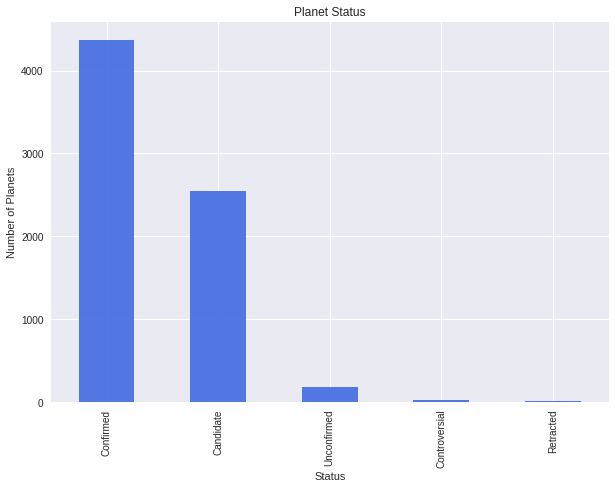 Planet Status
Number of Planets
4000
3000
2000
1000
0
Confirmed
Candidate
Unconfirmed
Controversial
Retracted
Status